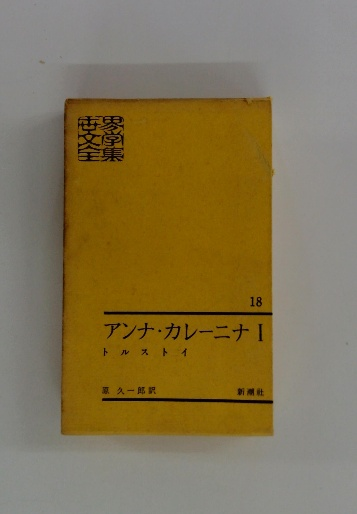 世界
文学
全集
18
アンナ・カレーニナ I
トルストイ
原 久一郎訳 新潮社